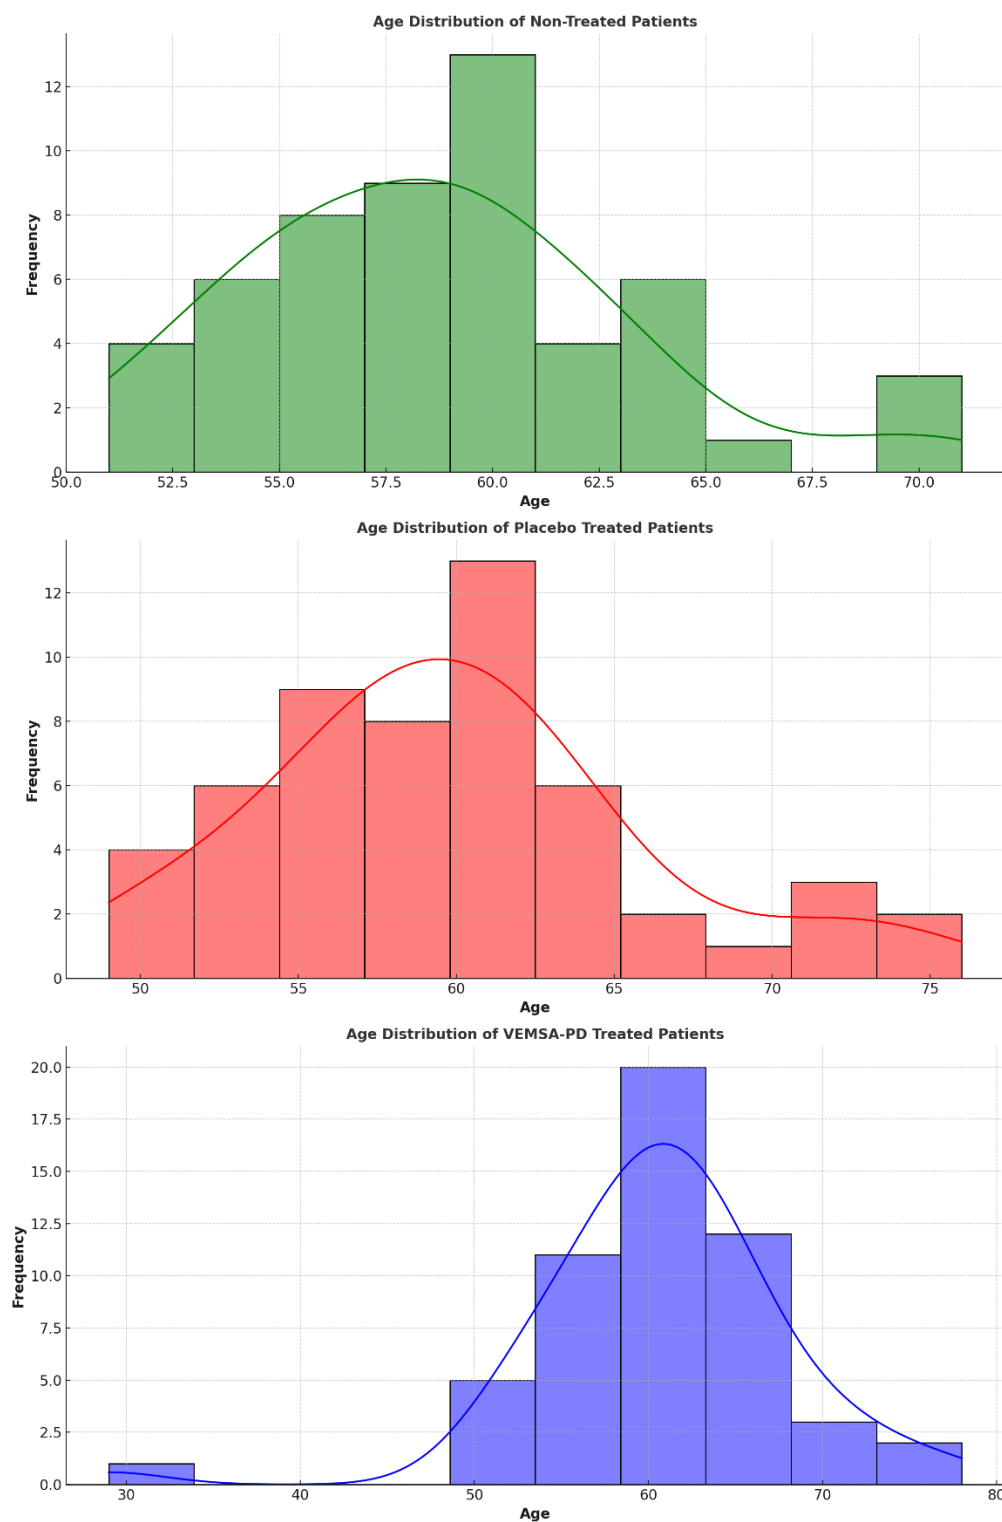 Age Distribution of Non-Treated Patients
12
10
8
6
4
2
0
Frequency
50.0 52.5 55.0 57.5 60.0 62.5 65.0 67.5 70.0
Age
Age Distribution of Placebo Treated Patients
12
10
8
6
4
2
0
Frequency
50 55 60 65 70 75
Age
Age Distribution of VEMSA-PD Treated Patients
20.0
17.5
15.0
12.5
10.0
7.5
5.0
2.5
0.0
Frequency
30 40 50 60 70 80
Age